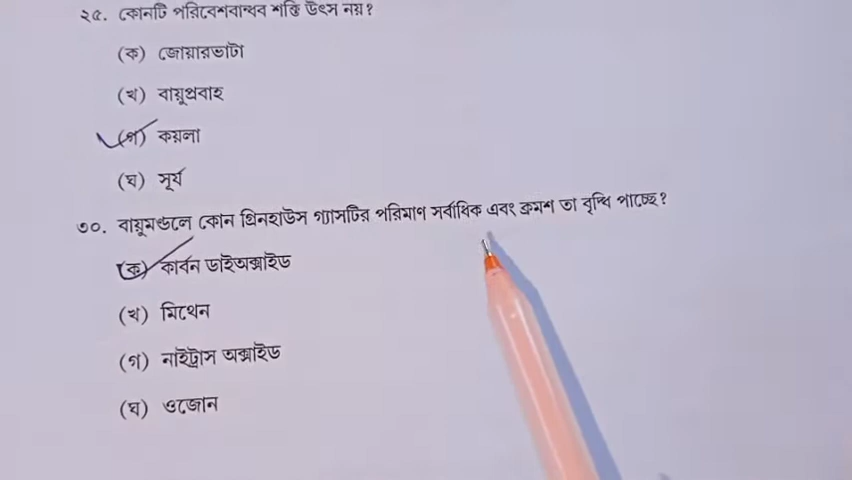 ২৫. কোনটি পরিবেশবান্ধব শক্তি উৎস নয়?
(ক) জোয়ারভাটা
(খ) বায়ুপ্রবাহ
(গ) কয়লা
(ঘ) সূর্য
৩০. বায়ুমণ্ডলে কোন গ্রিনহাউস গ্যাসটির পরিমাণ সর্বাধিক এবং ক্রমশ তা বৃদ্ধি পাচ্ছে?
(ক) কার্বন ডাইঅক্সাইড
(খ) মিথেন
(গ) নাইট্রাস অক্সাইড
(ঘ) ওজোন